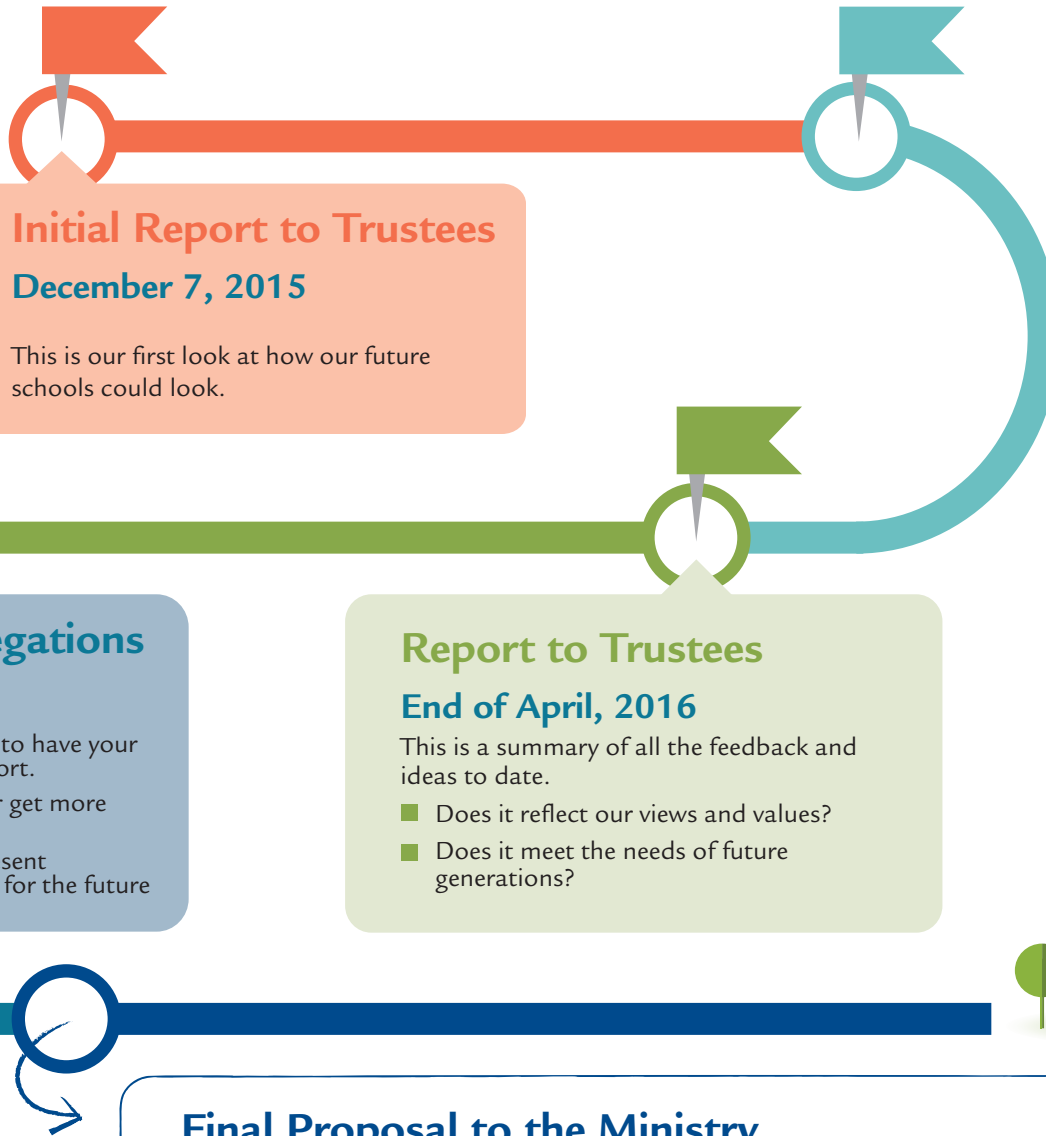 Initial Report to Trustees
December 7, 2015
This is our first look at how our future
schools could look.
Report to Trustees
End of April, 2016
This is a summary of all the feedback and
ideas to date.
Does it reflect our views and values?
Does it meet the needs of future
generations?
egations
to have your
ort.
r get more
sent
for the future
Final Proposal to the Ministry